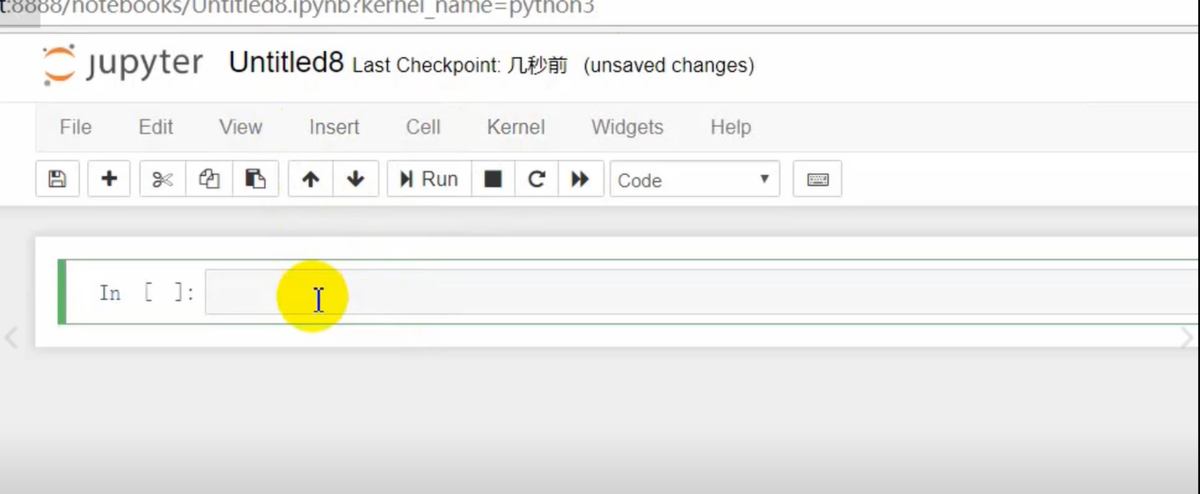 t:8888/notebooks/Untitled8.ipynb?kernel_name=python3
jupyter Untitled8 Last Checkpoint: 几秒前 (unsaved changes)
File Edit View Insert Cell Kernel Widgets Help
Run Code
In [ ]: